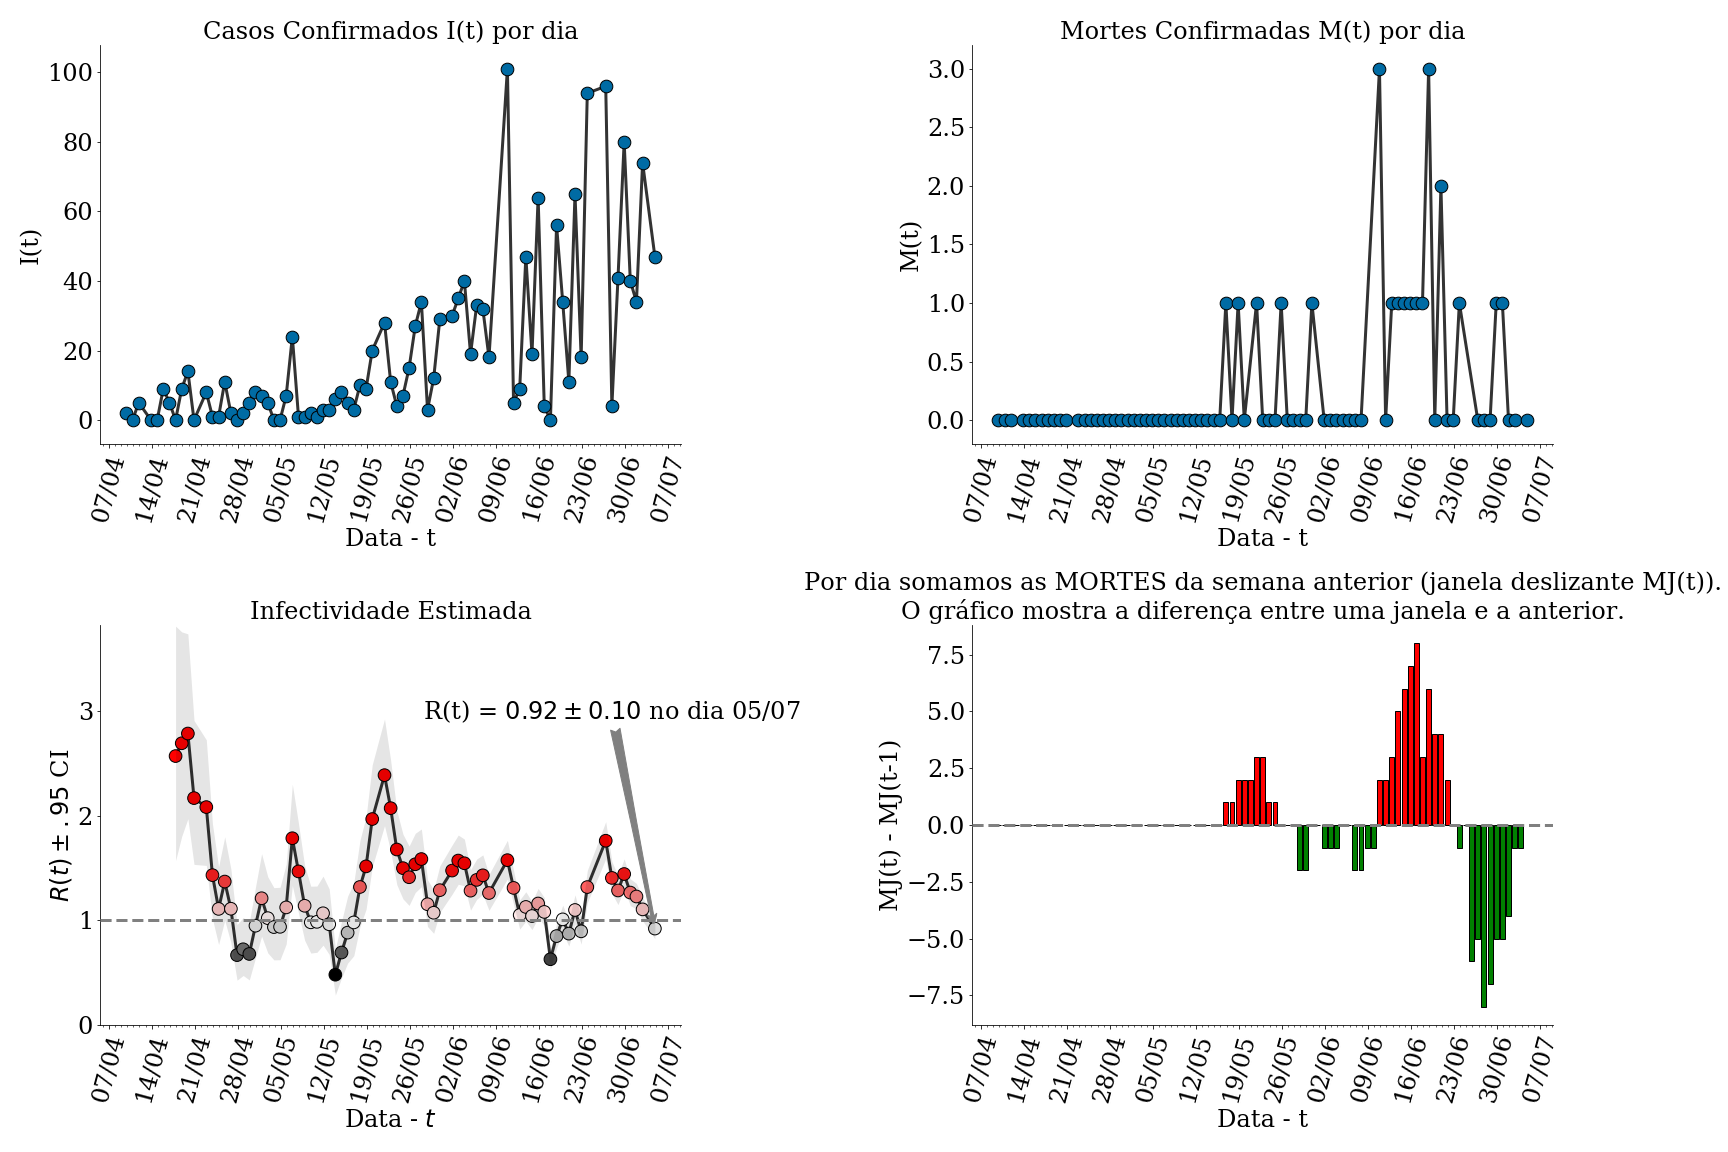 Casos Confirmados I(t) por dia
I(t)
100
80
60
40
20
0
07/04 14/04 21/04 28/04 05/05 12/05 19/05 26/05 02/06 09/06 16/06 23/06 30/06 07/07
Data - t
Mortes Confirmadas M(t) por dia
M(t)
3.0
2.5
2.0
1.5
1.0
0.5
0.0
07/04 14/04 21/04 28/04 05/05 12/05 19/05 26/05 02/06 09/06 16/06 23/06 30/06 07/07
Data - t
Infectividade Estimada
R(t) ± .95 CI
3
2
1
0
R(t) = 0.92 ± 0.10 no dia 05/07
07/04 14/04 21/04 28/04 05/05 12/05 19/05 26/05 02/06 09/06 16/06 23/06 30/06 07/07
Data - t
Por dia somamos as MORTES da semana anterior (janela deslizante MJ(t)).
O gráfico mostra a diferença entre uma janela e a anterior.
MJ(t) - MJ(t-1)
7.5
5.0
2.5
0.0
−2.5
−5.0
−7.5
07/04 14/04 21/04 28/04 05/05 12/05 19/05 26/05 02/06 09/06 16/06 23/06 30/06 07/07
Data - t